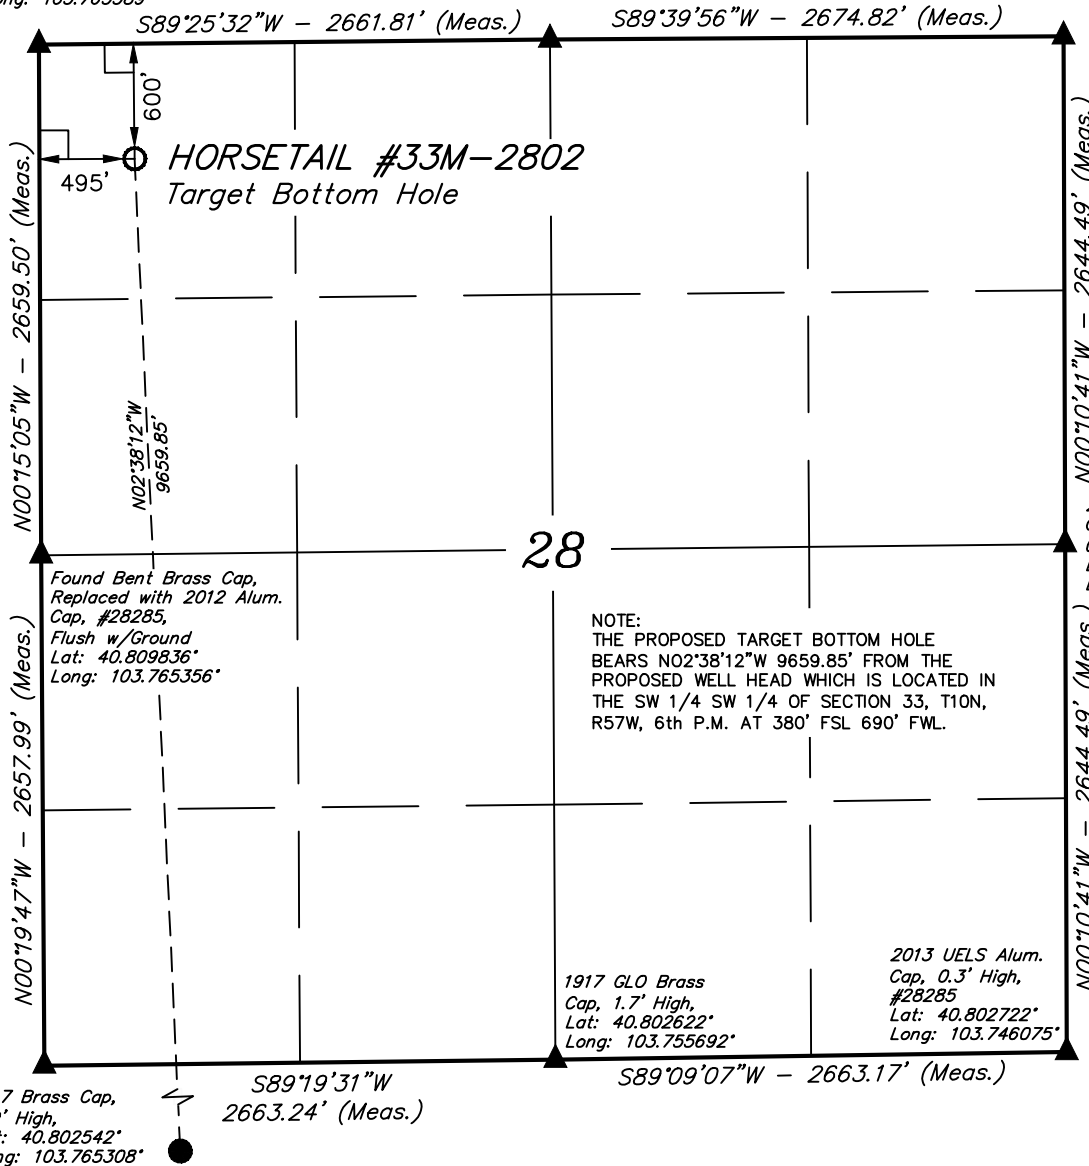 ong: 103.765389
S89°25'32"W - 2661.81' (Meas.)
S89°39'56"W - 2674.82' (Meas.)
600'
495'
HORSETAIL #33M-2802
Target Bottom Hole
N00°15'05"W - 2659.50' (Meas.)
N00°10'41"W - 2644.49' (Meas.)
N02°38'12"W
9659.85'
28
Found Bent Brass Cap,
Replaced with 2012 Alum.
Cap, #28285,
Flush w/Ground
Lat: 40.809836°
Long: 103.765356°
NOTE:
THE PROPOSED TARGET BOTTOM HOLE
BEARS N02°38'12"W 9659.85' FROM THE
PROPOSED WELL HEAD WHICH IS LOCATED IN
THE SW 1/4 SW 1/4 OF SECTION 33, T10N,
R57W, 6th P.M. AT 380' FSL 690' FWL.
N00°19'47"W - 2657.99' (Meas.)
N00°10'41"W - 2644.49' (Meas.)
1917 GLO Brass
Cap, 1.7' High,
Lat: 40.802622°
Long: 103.755692°
2013 UELS Alum.
Cap, 0.3' High,
#28285
Lat: 40.802722°
Long: 103.746075°
S89°19'31"W
2663.24' (Meas.)
S89°09'07"W - 2663.17' (Meas.)
7 Brass Cap,
' High,
: 40.802542°
ng: 103.765308°